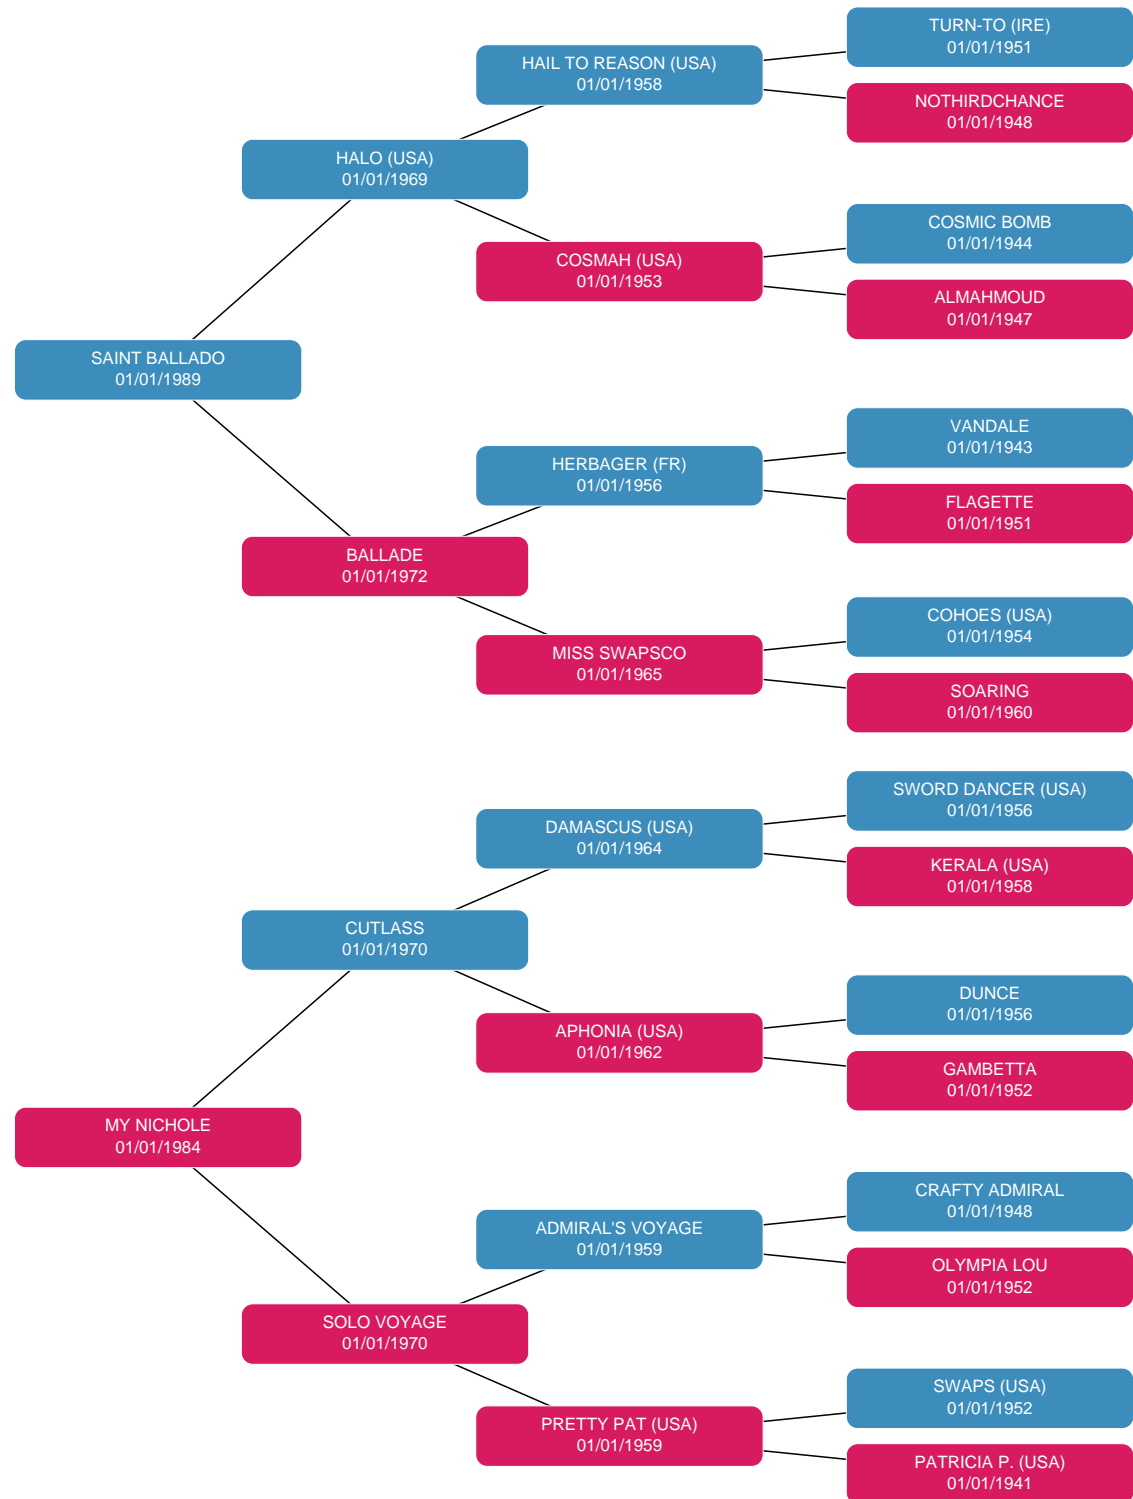 TURN-TO (IRE)
01/01/1951
HAIL TO REASON (USA)
01/01/1958
NOTHIRDCHANCE
01/01/1948
HALO (USA)
01/01/1969
COSMIC BOMB
01/01/1944
COSMAH (USA)
01/01/1953
ALMAHMOUD
01/01/1947
SAINT BALLADO
01/01/1989
VANDALE
01/01/1943
HERBAGER (FR)
01/01/1956
FLAGETTE
01/01/1951
BALLADE
01/01/1972
COHOES (USA)
01/01/1954
MISS SWAPSCO
01/01/1965
SOARING
01/01/1960
SWORD DANCER (USA)
01/01/1956
DAMASCUS (USA)
01/01/1964
KERALA (USA)
01/01/1958
CUTLASS
01/01/1970
DUNCE
01/01/1956
APHONIA (USA)
01/01/1962
GAMBETTA
01/01/1952
MY NICHOLE
01/01/1984
CRAFTY ADMIRAL
01/01/1948
ADMIRAL'S VOYAGE
01/01/1959
OLYMPIA LOU
01/01/1952
SOLO VOYAGE
01/01/1970
SWAPS (USA)
01/01/1952
PRETTY PAT (USA)
01/01/1959
PATRICIA P. (USA)
01/01/1941